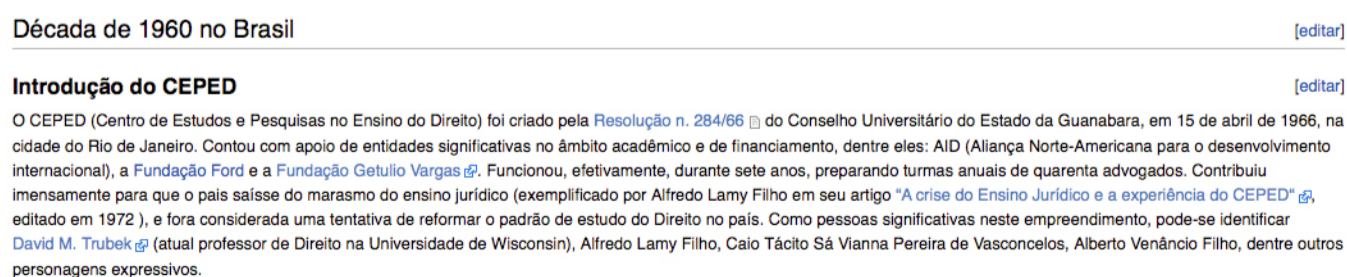 Década de 1960 no Brasil [editar]
Introdução do CEPED [editar]
O CEPED (Centro de Estudos e Pesquisas no Ensino do Direito) foi criado pela Resolução n. 284/66 do Conselho Universitário do Estado da Guanabara, em 15 de abril de 1966, na
cidade do Rio de Janeiro. Contou com apoio de entidades significativas no âmbito acadêmico e de financiamento, dentre eles: AID (Aliança Norte-Americana para o desenvolvimento
internacional), a Fundação Ford e a Fundação Getulio Vargas. Funcionou, efetivamente, durante sete anos, preparando turmas anuais de quarenta advogados. Contribuiu
imensamente para que o pais saísse do marasmo do ensino jurídico (exemplificado por Alfredo Lamy Filho em seu artigo "A crise do Ensino Jurídico e a experiência do CEPED",
editado em 1972 ), e fora considerada uma tentativa de reformar o padrão de estudo do Direito no país. Como pessoas significativas neste empreendimento, pode-se identificar
David M. Trubek (atual professor de Direito na Universidade de Wisconsin), Alfredo Lamy Filho, Caio Tácito Sá Vianna Pereira de Vasconcelos, Alberto Venâncio Filho, dentre outros
personagens expressivos.